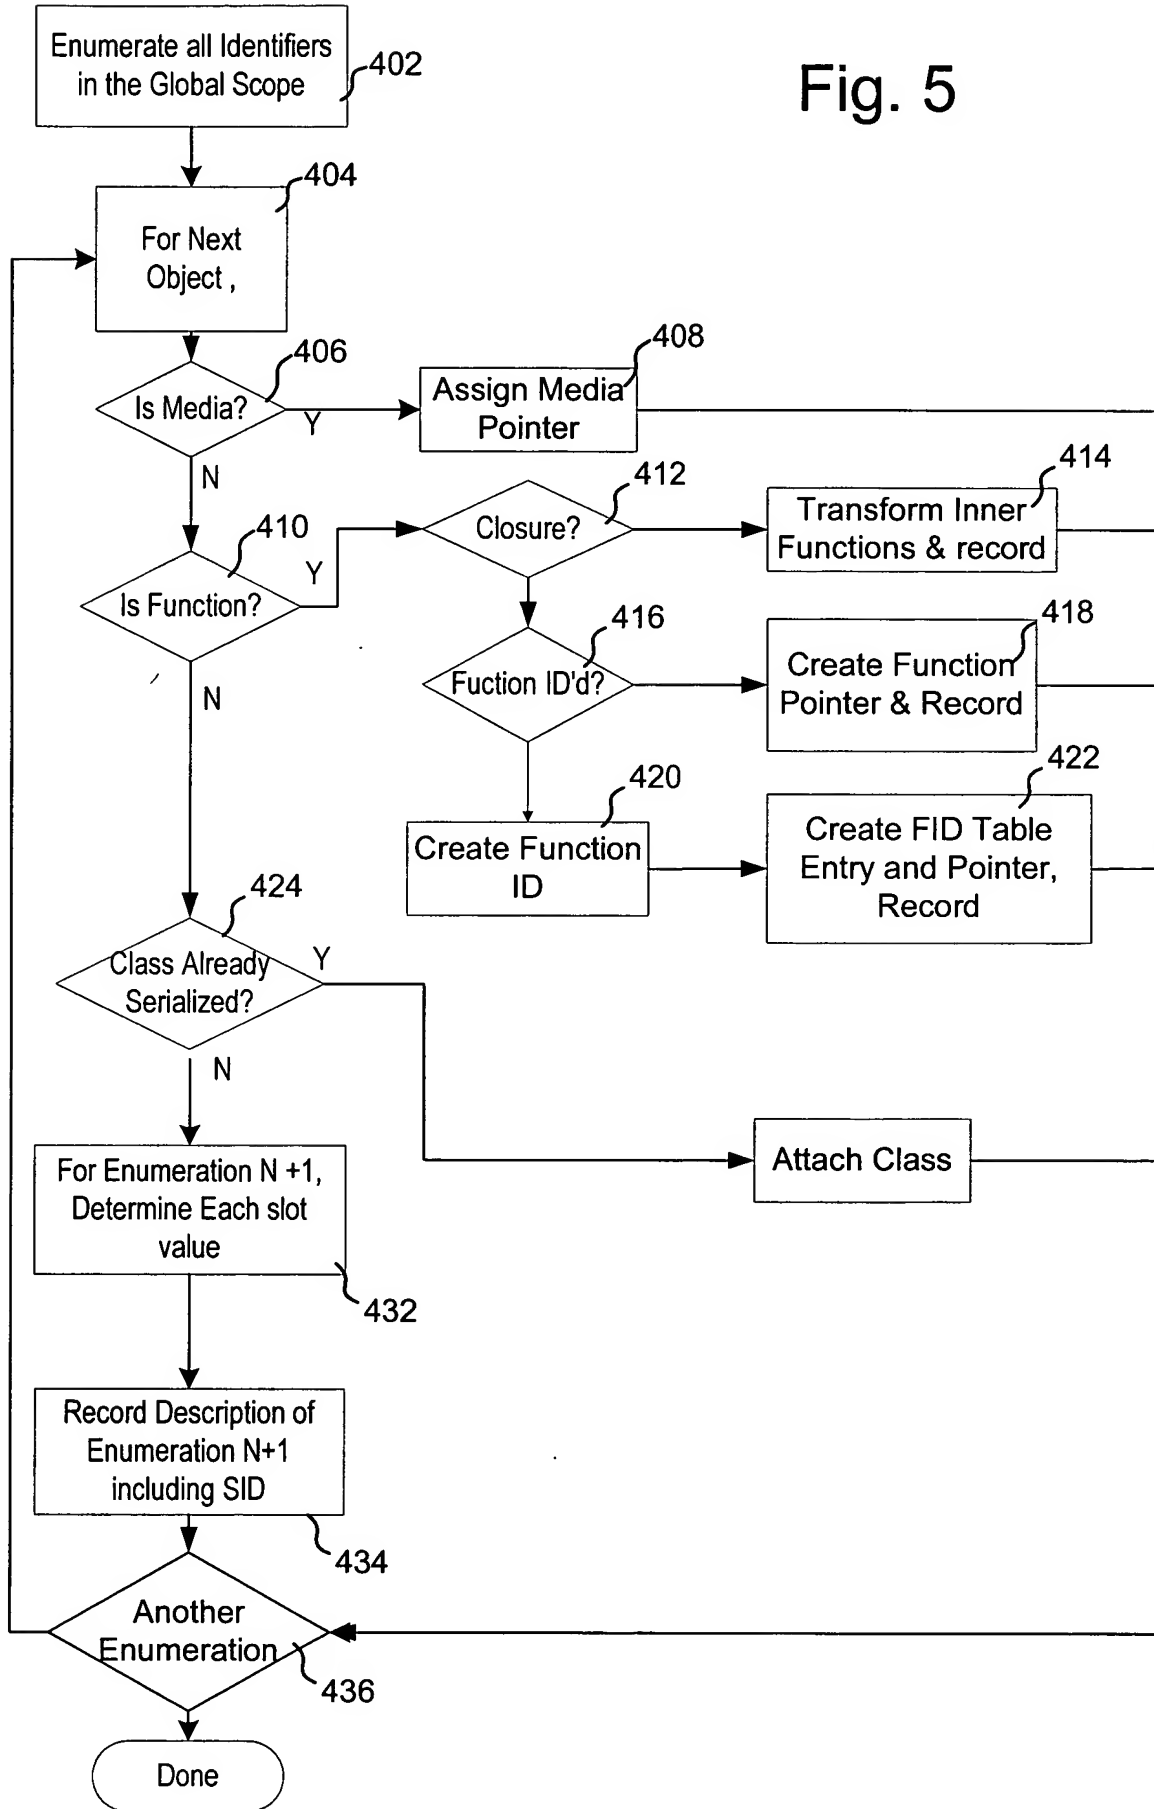 Enumerate all Identifiers
in the Global Scope
402
Fig. 5
404
For Next
Object ,
406
Is Media?
Y
N
408
Assign Media
Pointer
410
Is Function?
Y
N
412
Closure?
414
Transform Inner
Functions & record
416
Fuction ID'd?
418
Create Function
Pointer & Record
420
Create Function
ID
422
Create FID Table
Entry and Pointer,
Record
424
Class Already
Serialized?
Y
N
Attach Class
For Enumeration N +1,
Determine Each slot
value
432
Record Description of
Enumeration N+1
including SID
434
Another
Enumeration
436
Done